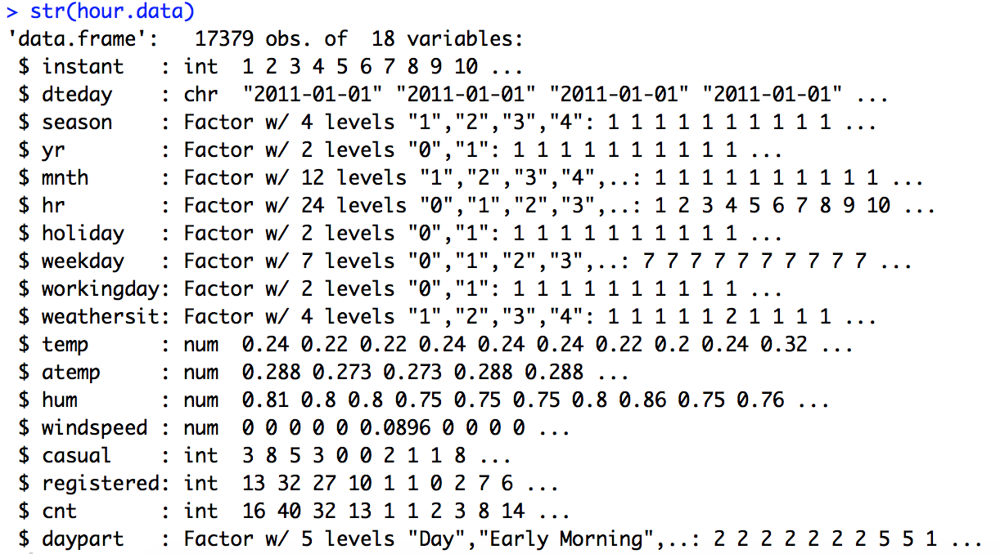 > str(hour.data)
'data.frame':   17379 obs. of  18 variables:
 $ instant   : int  1 2 3 4 5 6 7 8 9 10 ...
 $ dteday    : chr  "2011-01-01" "2011-01-01" "2011-01-01" "2011-01-01" ...
 $ season    : Factor w/ 4 levels "1","2","3","4": 1 1 1 1 1 1 1 1 1 1 ...
 $ yr        : Factor w/ 2 levels "0","1": 1 1 1 1 1 1 1 1 1 1 ...
 $ mnth      : Factor w/ 12 levels "1","2","3","4",..: 1 1 1 1 1 1 1 1 1 1 ...
 $ hr        : Factor w/ 24 levels "0","1","2","3",..: 1 2 3 4 5 6 7 8 9 10 ...
 $ holiday   : Factor w/ 2 levels "0","1": 1 1 1 1 1 1 1 1 1 1 ...
 $ weekday   : Factor w/ 7 levels "0","1","2","3",..: 7 7 7 7 7 7 7 7 7 7 ...
 $ workingday: Factor w/ 2 levels "0","1": 1 1 1 1 1 1 1 1 1 1 ...
 $ weathersit: Factor w/ 4 levels "1","2","3","4": 1 1 1 1 1 2 1 1 1 1 ...
 $ temp      : num  0.24 0.22 0.22 0.24 0.24 0.24 0.22 0.2 0.24 0.32 ...
 $ atemp     : num  0.288 0.273 0.273 0.288 0.288 ...
 $ hum       : num  0.81 0.8 0.8 0.75 0.75 0.75 0.8 0.86 0.75 0.76 ...
 $ windspeed : num  0 0 0 0 0 0.0896 0 0 0 0 ...
 $ casual    : int  3 8 5 3 0 0 2 1 1 8 ...
 $ registered: int  13 32 27 10 1 1 0 2 7 6 ...
 $ cnt       : int  16 40 32 13 1 1 2 3 8 14 ...
 $ daypart   : Factor w/ 5 levels "Day","Early Morning",..: 2 2 2 2 2 2 2 5 5 1 ...